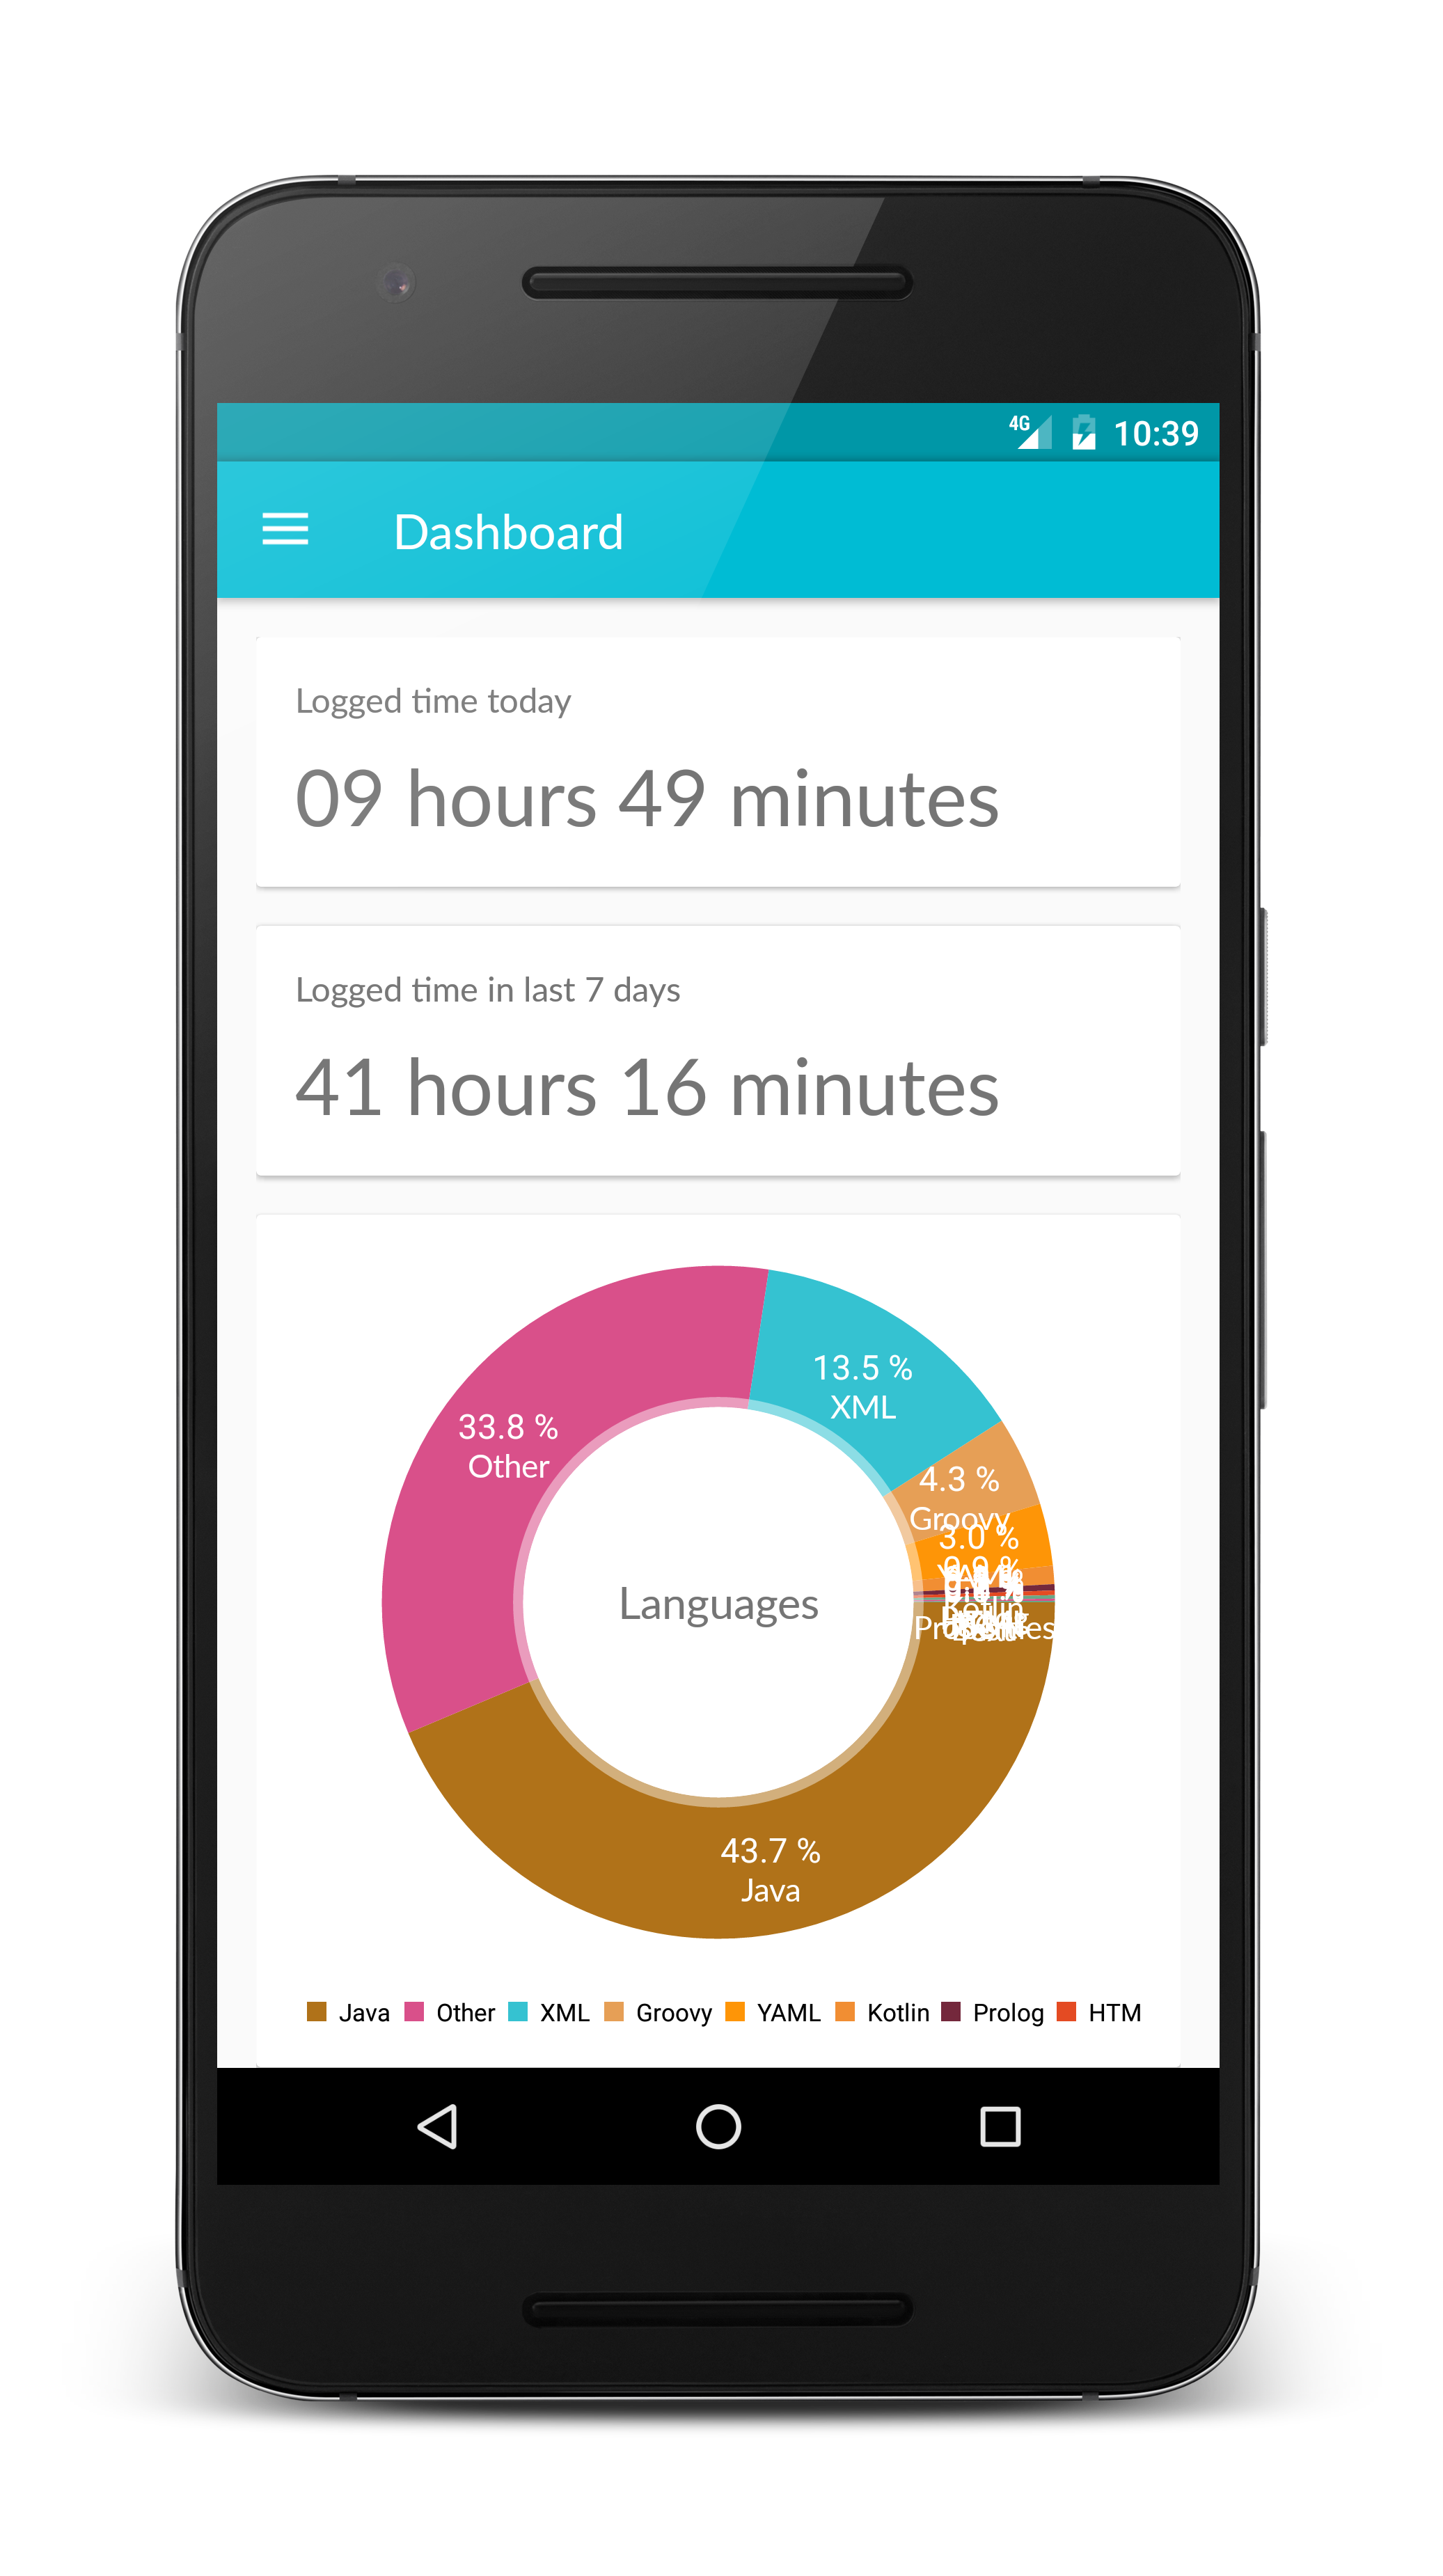 4G 10:39
Dashboard
Logged time today
09 hours 49 minutes
Logged time in last 7 days
41 hours 16 minutes
13.5 %
XML
33.8 %
Other
4.3 %
Groovy
3.0 %
YAML
Kotlin
Languages
43.7 %
Java
Java Other XML Groovy YAML Kotlin Prolog HTM